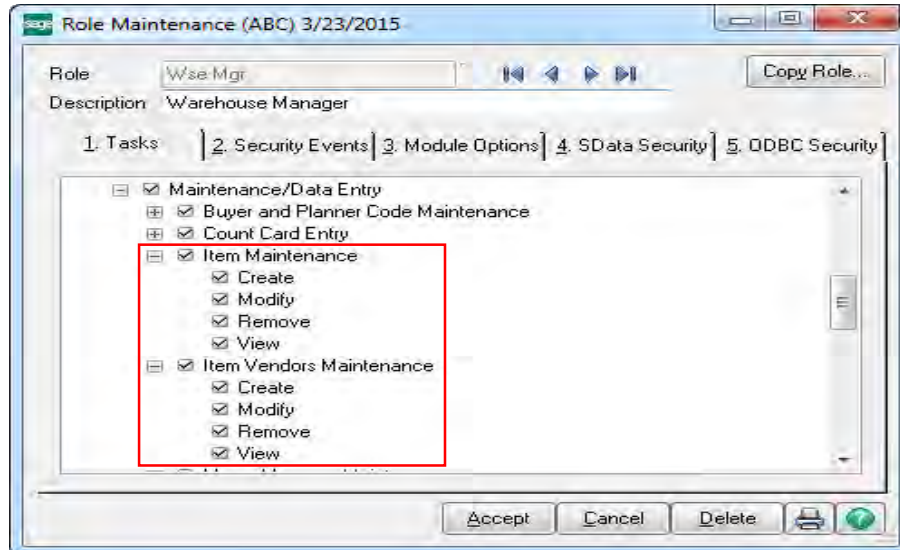 sage Role Maintenance (ABC) 3/23/2015
Role Wse Mgr Copy Role...
Description Warehouse Manager
1. Tasks 2. Security Events 3. Module Options 4. SData Security 5. ODBC Security
Maintenance/Data Entry
Buyer and Planner Code Maintenance
Count Card Entry
Item Maintenance
Create
Modify
Remove
View
Item Vendors Maintenance
Create
Modify
Remove
View
Accept Cancel Delete